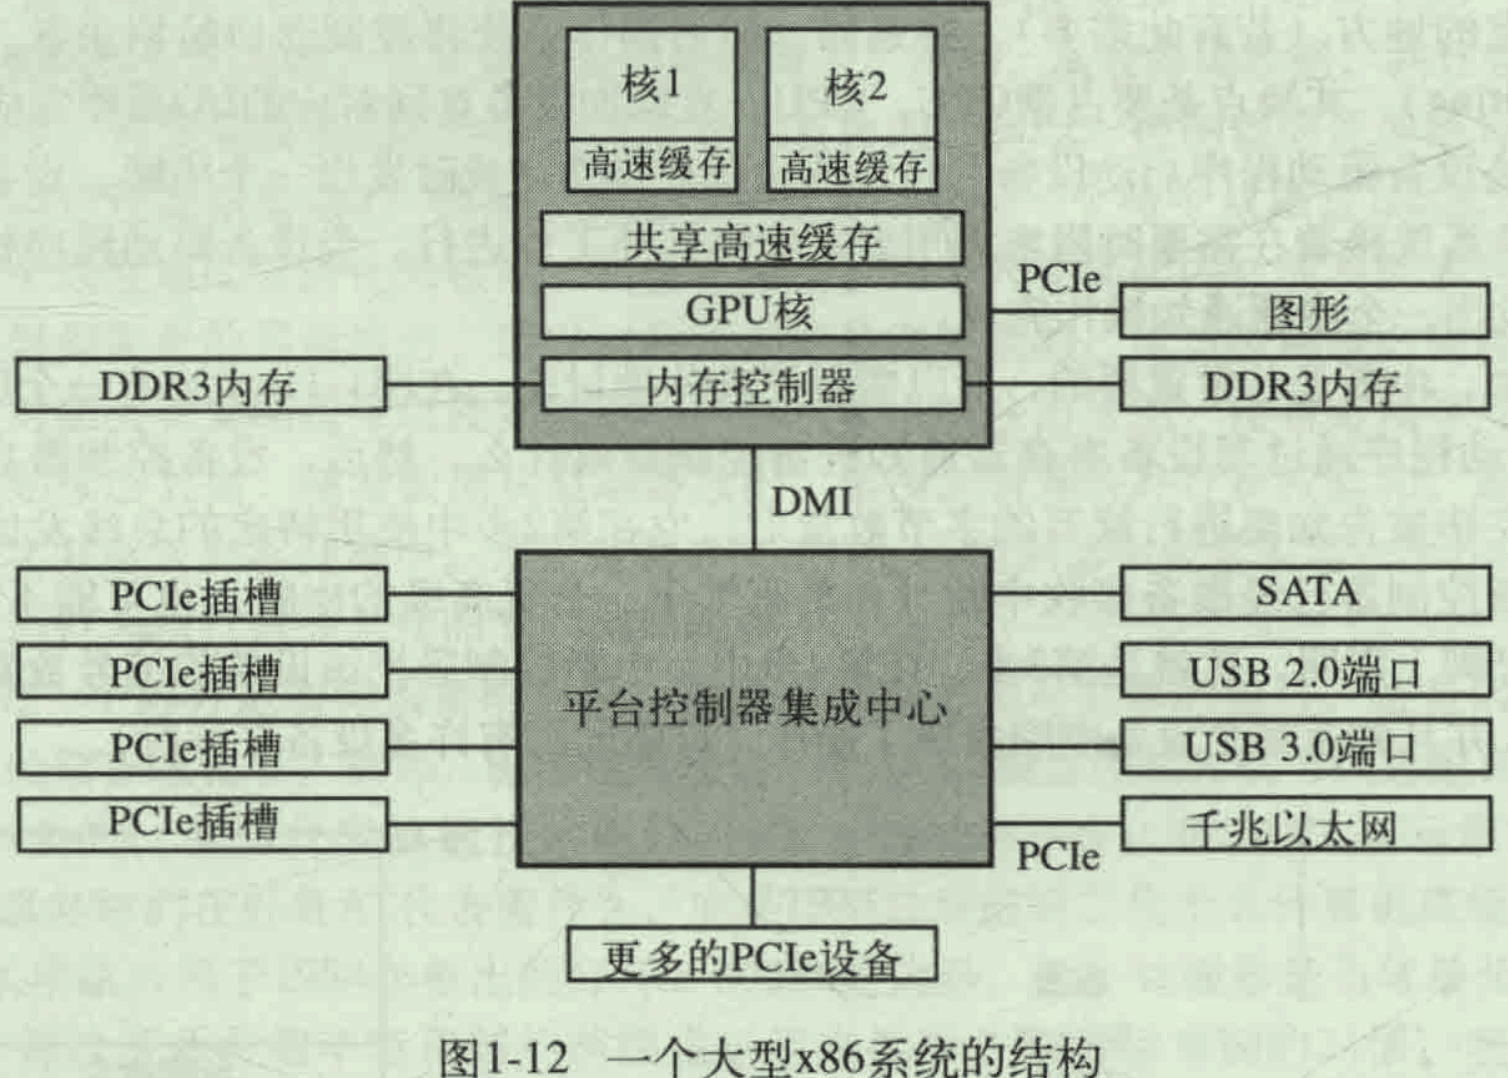 核1
核2
高速缓存
高速缓存
共享高速缓存
GPU核
PCIe
图形
DDR3内存
内存控制器
DDR3内存
DMI
PCIe插槽
SATA
PCIe插槽
USB 2.0端口
平台控制器集成中心
PCIe插槽
USB 3.0端口
PCIe插槽
千兆以太网
PCIe
更多的PCIe设备
图1-12 一个大型x86系统的结构